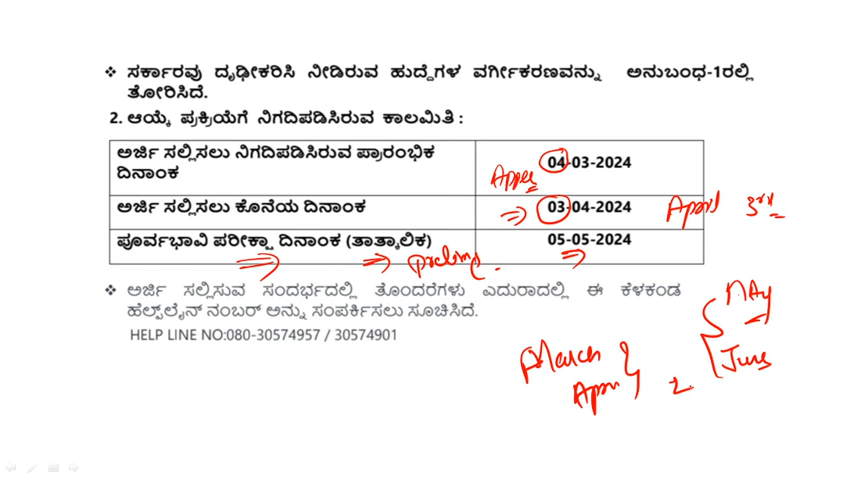 ❖ ಸರ್ಕಾರವು ದೃಢೀಕರಿಸಿ ನೀಡಿರುವ ಹುದ್ದೆಗಳ ವರ್ಗೀಕರಣವನ್ನು ಅನುಬಂಧ-1ರಲ್ಲಿ
ತೋರಿಸಿದೆ.
2. ಆಯ್ಕೆ ಪ್ರಕ್ರಿಯೆಗೆ ನಿಗದಿಪಡಿಸಿರುವ ಕಾಲಮಿತಿ :
ಅರ್ಜಿ ಸಲ್ಲಿಸಲು ನಿಗದಿಪಡಿಸಿರುವ ಪ್ರಾರಂಭಿಕ
ದಿನಾಂಕ
04-03-2024
ಅರ್ಜಿ ಸಲ್ಲಿಸಲು ಕೊನೆಯ ದಿನಾಂಕ
03-04-2024
April 3rd
ಪೂರ್ವಭಾವಿ ಪರೀಕ್ಷಾ ದಿನಾಂಕ (ತಾತ್ಕಾಲಿಕ)
05-05-2024
❖ ಅರ್ಜಿ ಸಲ್ಲಿಸುವ ಸಂದರ್ಭದಲ್ಲಿ ತೊಂದರೆಗಳು ಎದುರಾದಲ್ಲಿ ಈ ಕೆಳಕಂಡ
ಹೆಲ್ಪ್‌ಲೈನ್ ನಂಬರ್ ಅನ್ನು ಸಂಪರ್ಕಿಸಲು ಸೂಚಿಸಿದೆ.
HELP LINE NO:080-30574957 / 30574901
MAy
March
June
2